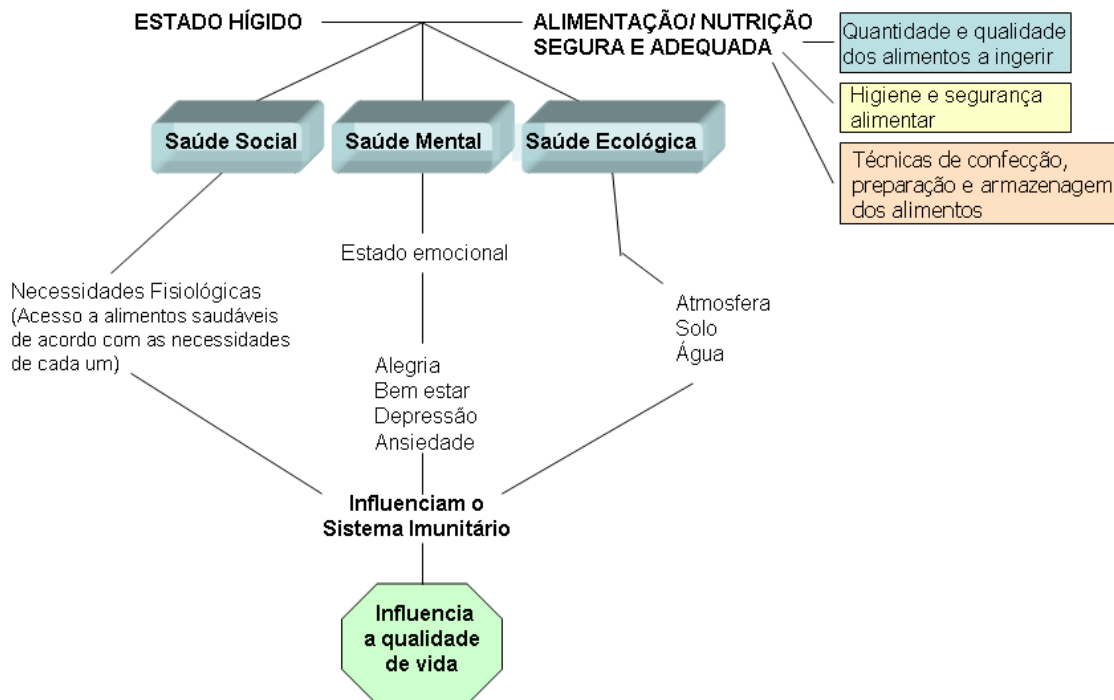 ESTADO HÍGIDO
ALIMENTAÇÃO/ NUTRIÇÃO
SEGURA E ADEQUADA
Quantidade e qualidade
dos alimentos a ingerir
Higiene e segurança
alimentar
Técnicas de confecção,
preparação e armazenagem
dos alimentos
Saúde Social
Saúde Mental
Saúde Ecológica
Necessidades Fisiológicas
(Acesso a alimentos saudáveis
de acordo com as necessidades
de cada um)
Estado emocional
Alegria
Bem estar
Depressão
Ansiedade
Atmosfera
Solo
Água
Influenciam o
Sistema Imunitário
Influencia
a qualidade
de vida